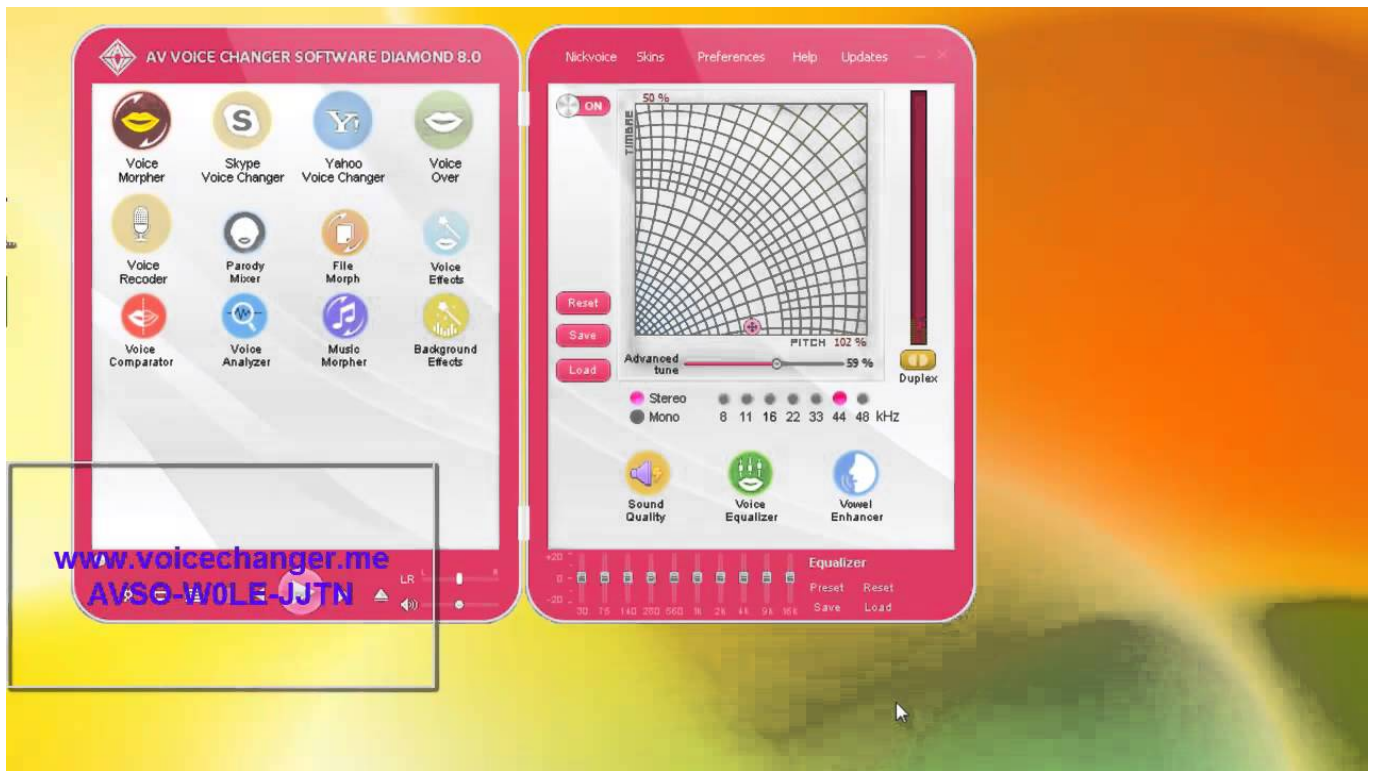 AV VOICE CHANGER SOFTWARE DIAMOND 8.0
Voice
Morpher
Skype
Voice Changer
Yahoo
Voice Changer
Voice
Over
Voice
Recoder
Parody
Mixer
File
Morph
Voice
Effects
Voice
Comparator
Voice
Analyzer
Music
Morpher
Background
Effects
www.voicechanger.me
AVSO-W0LE-JJTN
LR
Nickvoice Skins Preferences Help Updates
ON
50 %
TIMBRE
Reset
Save
Load
PITCH 102 %
Advanced
tune
59 %
Duplex
Stereo
Mono
8 11 16 22 33 44 48 kHz
Sound
Quality
Voice
Equalizer
Vowel
Enhancer
+20
0
-20
30 75 140 280 560 1k 2k 4k 9k 16k
Equalizer
Preset Reset
Save Load